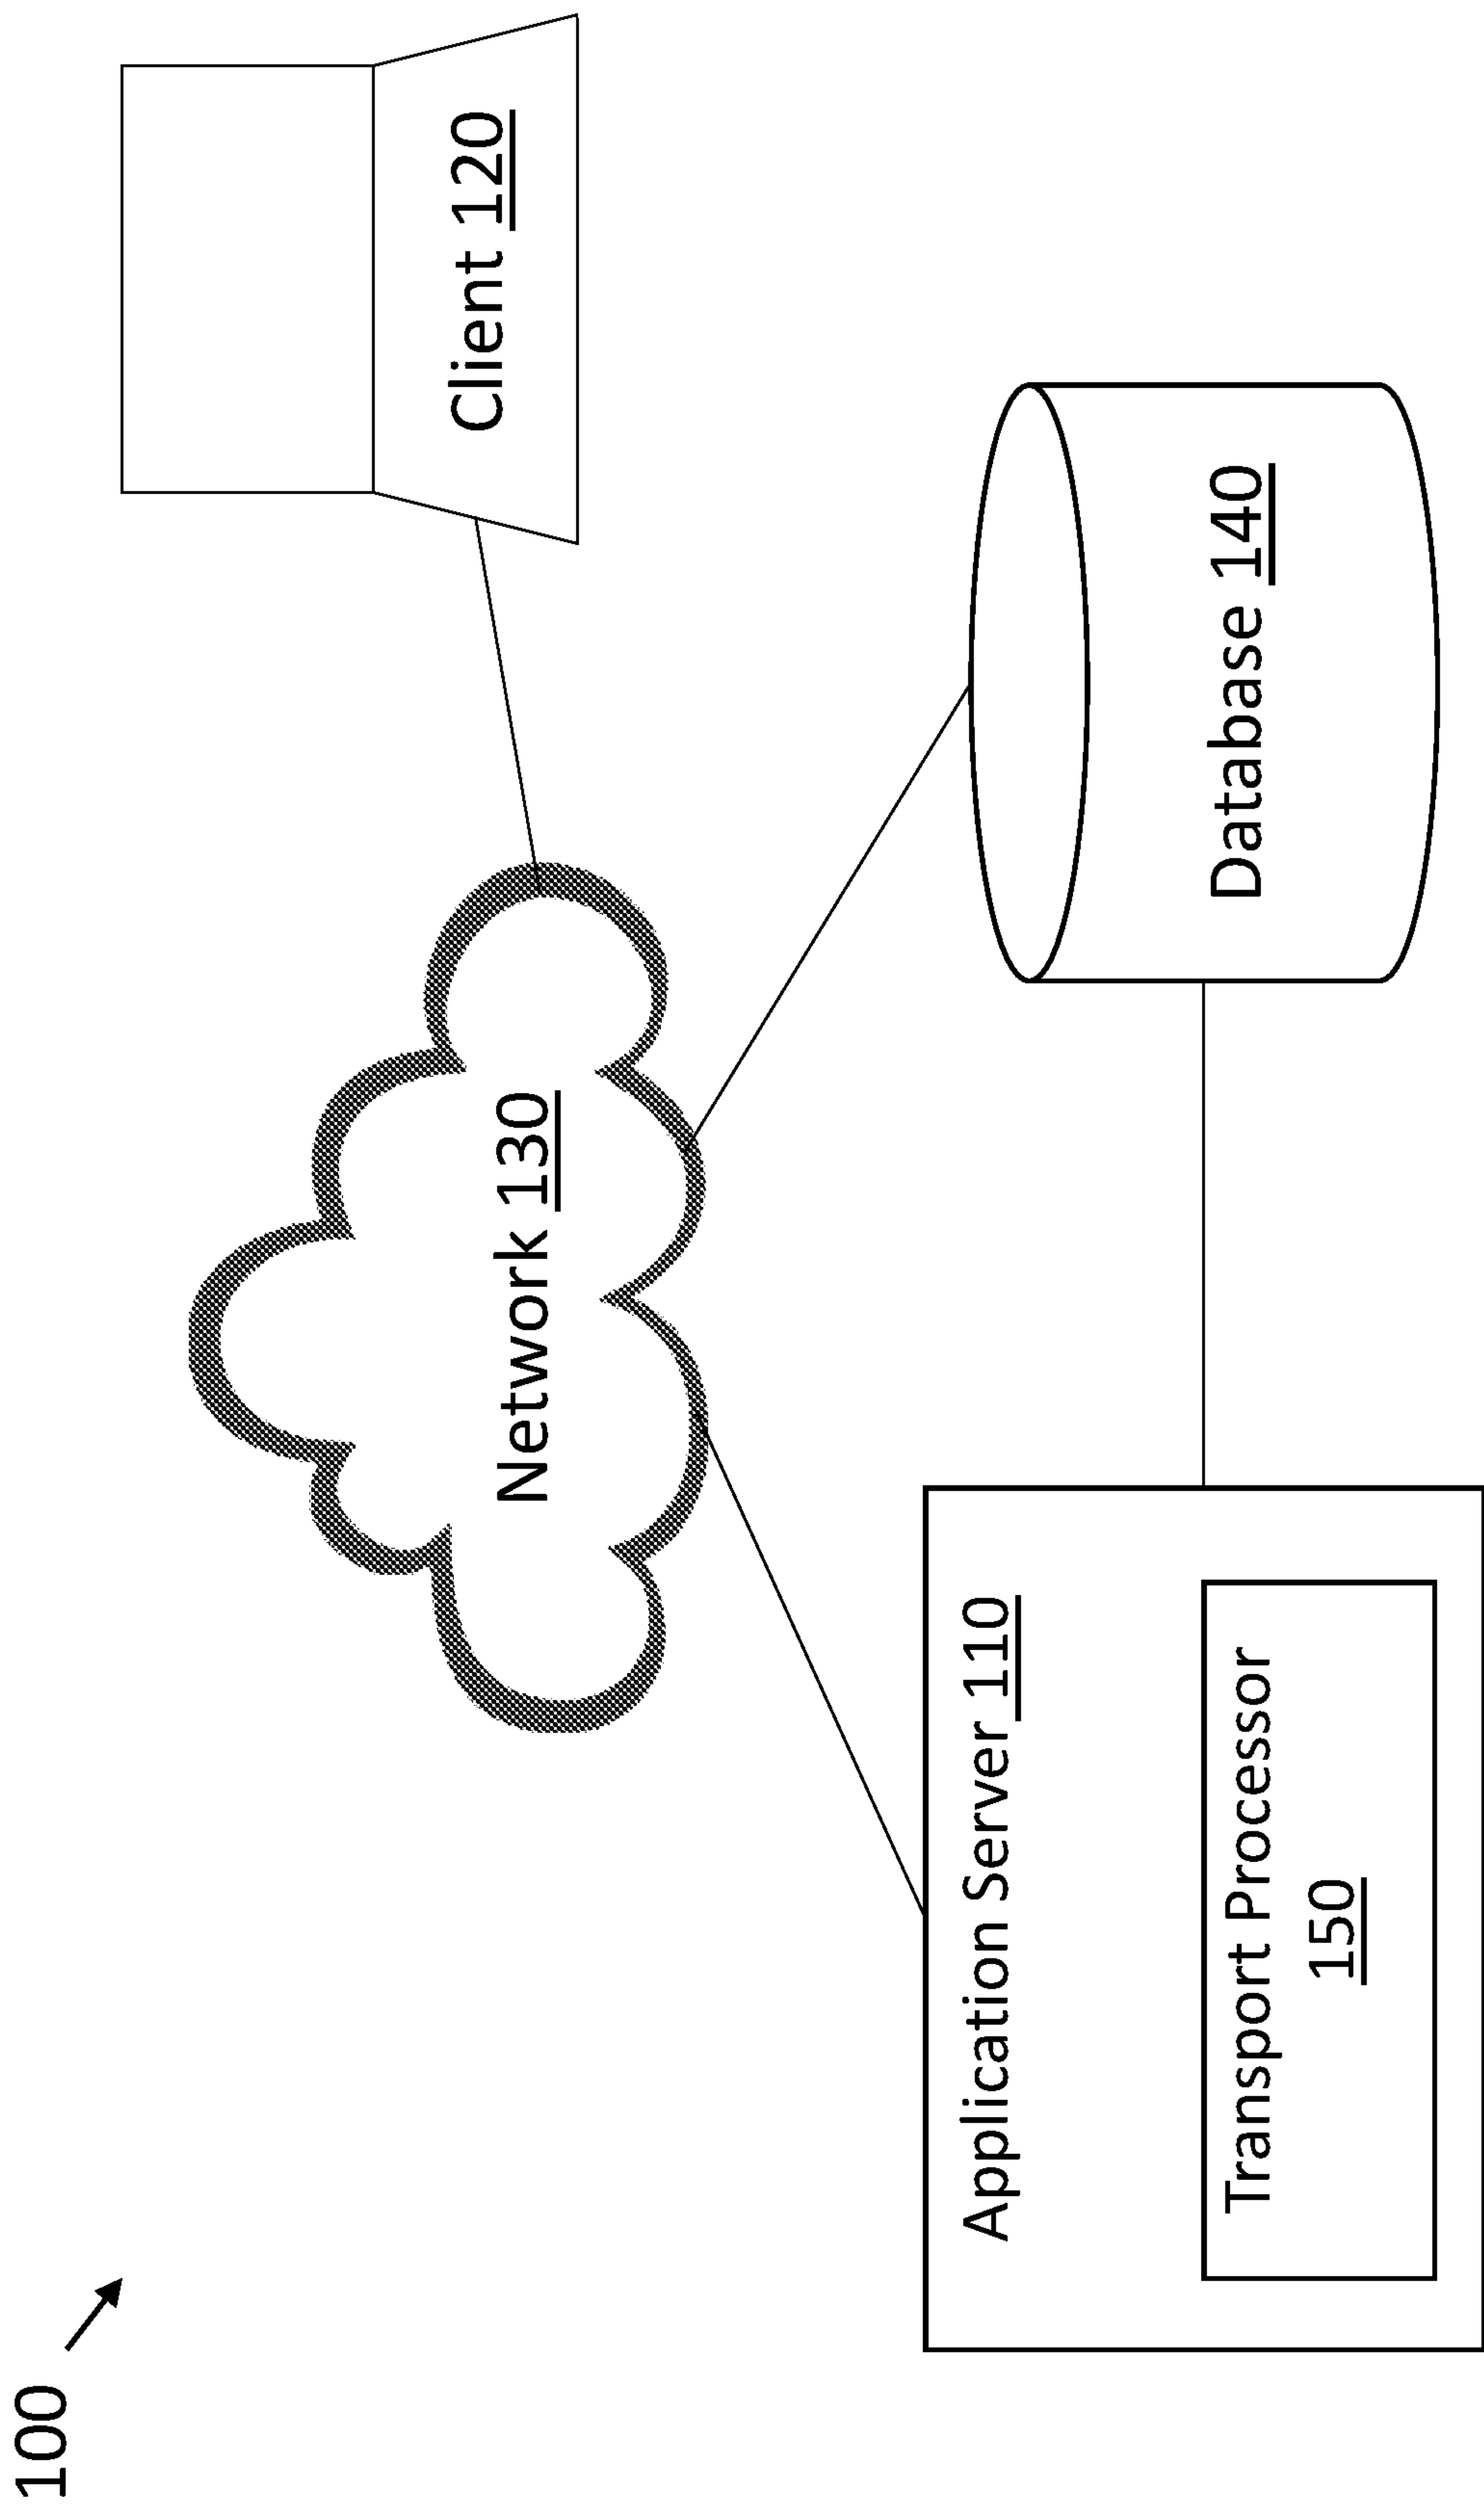 100
Client 120
Network 130
Application Server 110
Transport Processor
150
Database 140